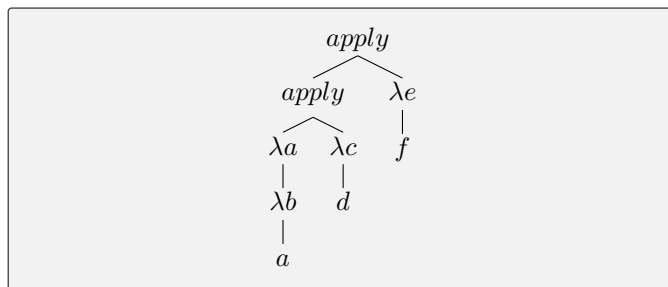 apply
apply λe
λa λc f
λb d
a